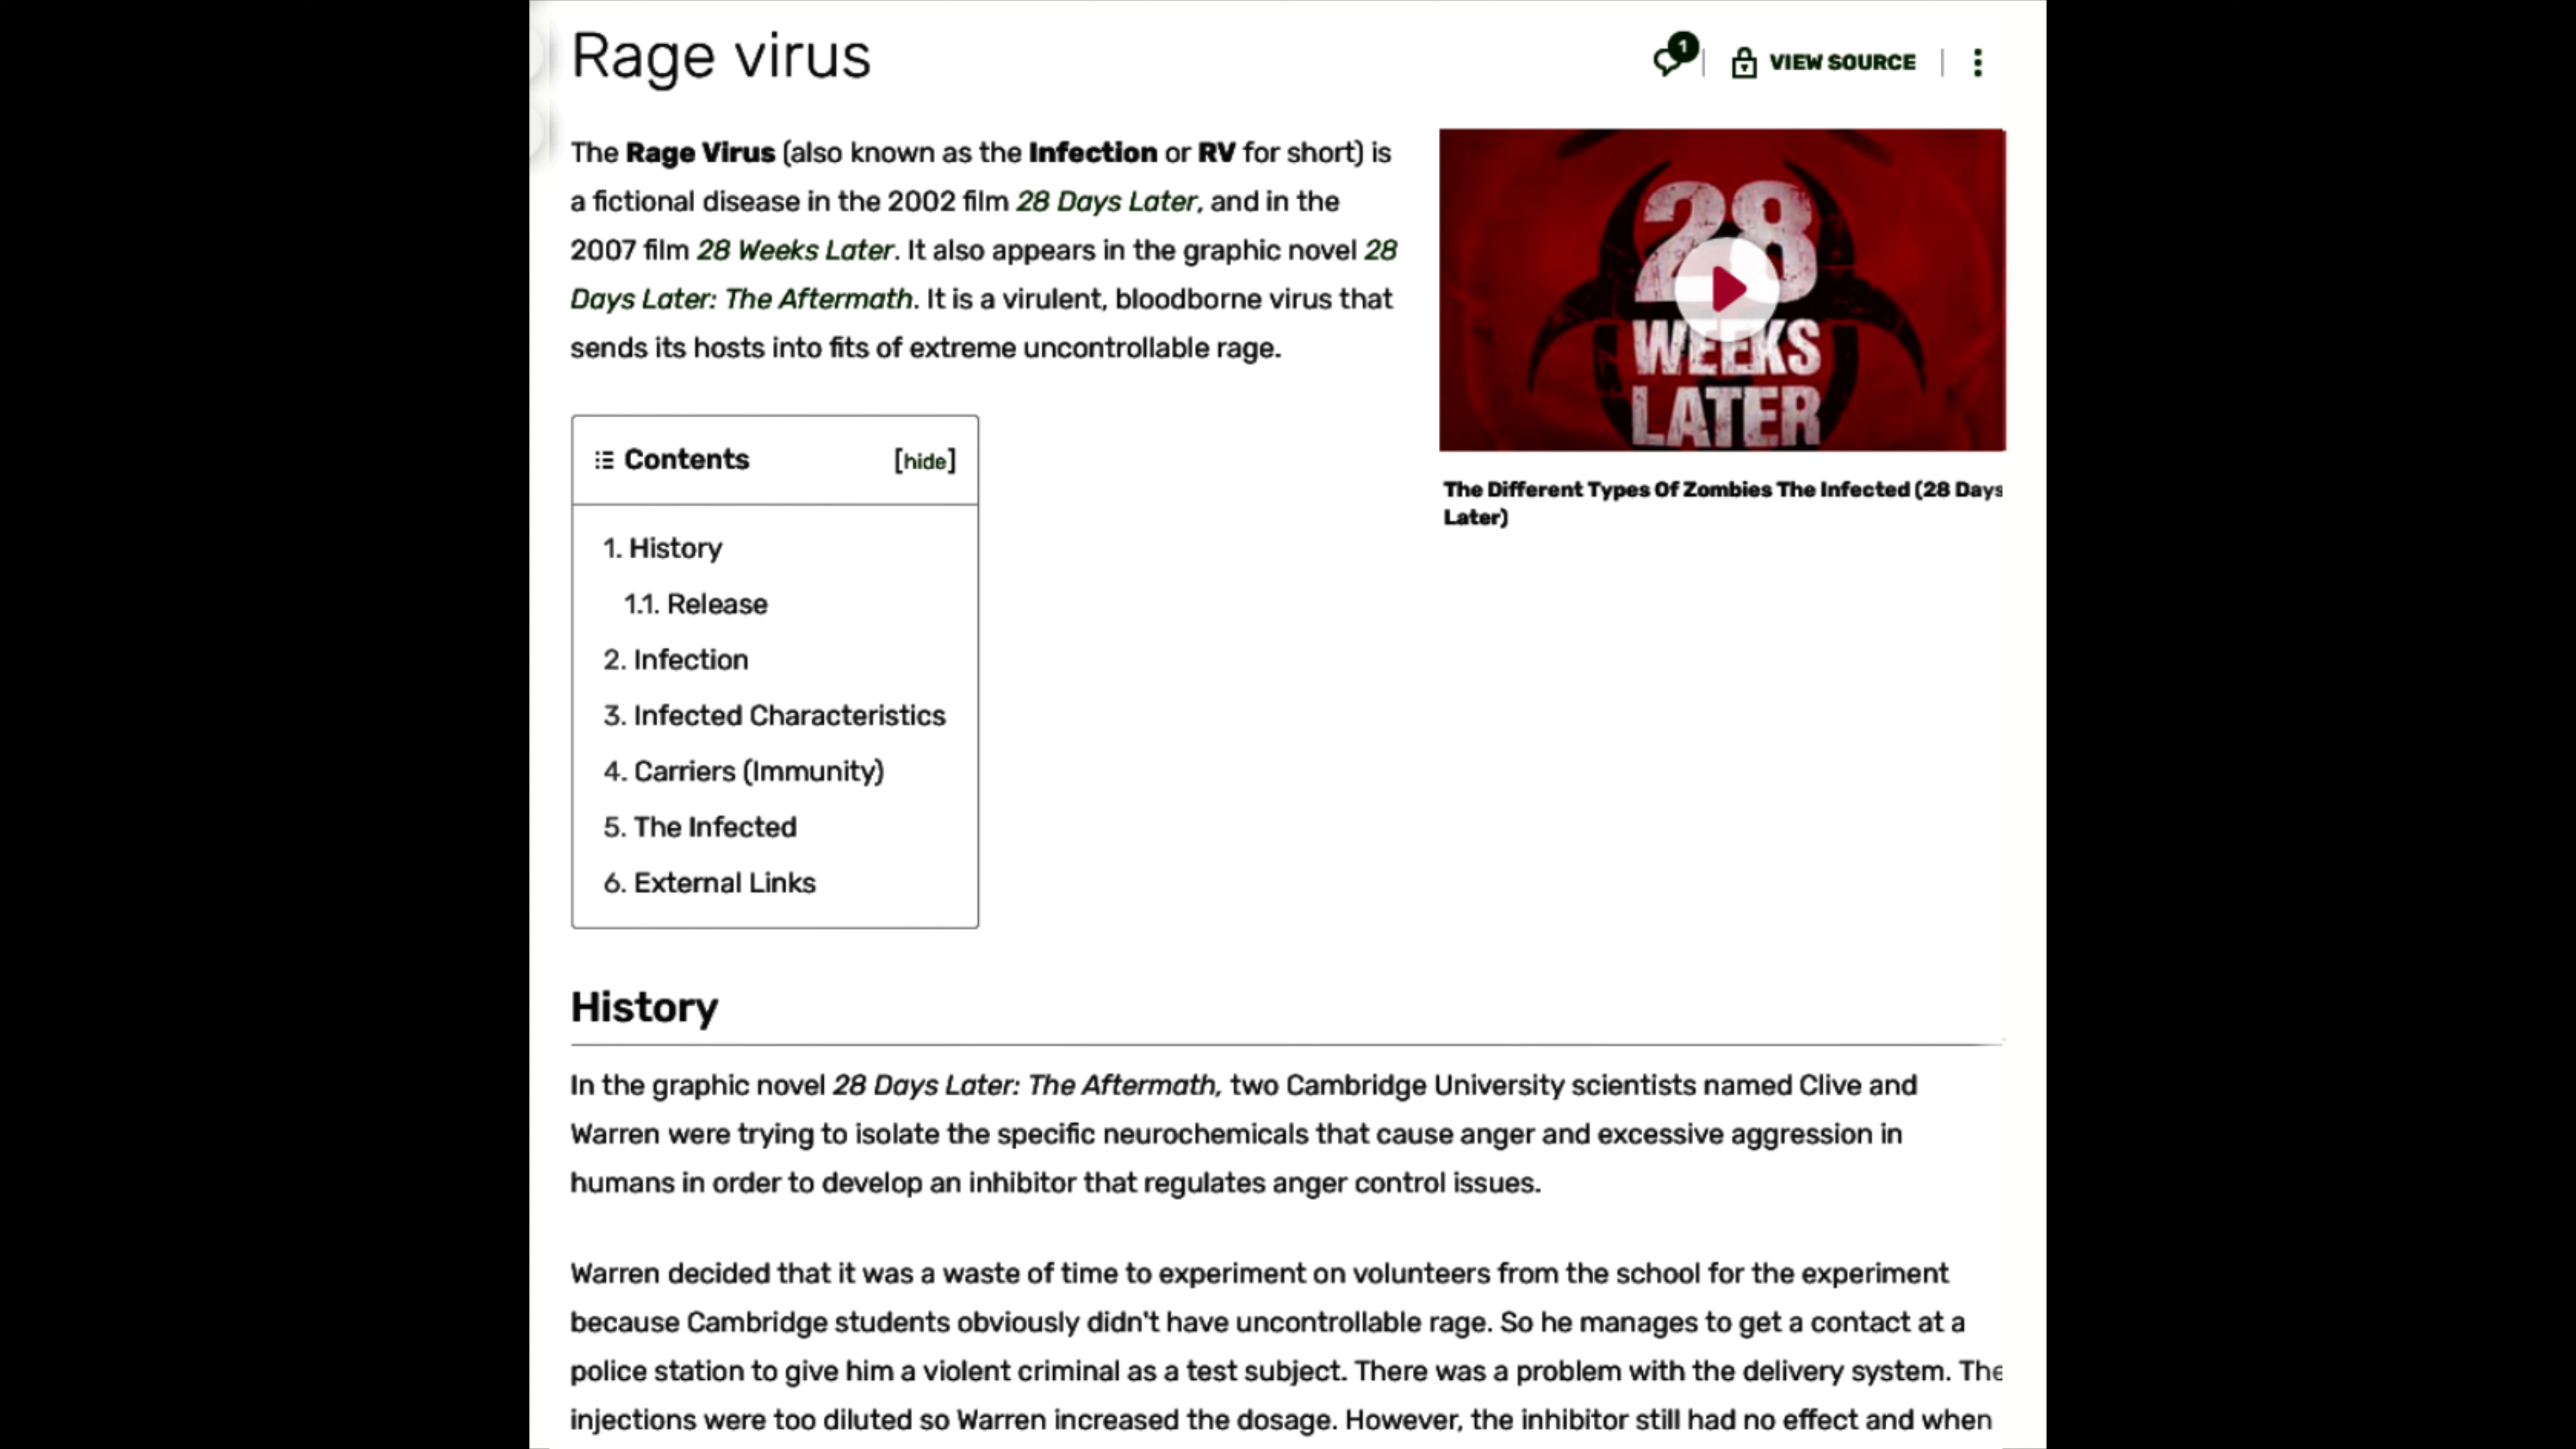 Rage virus
1
VIEW SOURCE
The Rage Virus (also known as the Infection or RV for short) is
a fictional disease in the 2002 film 28 Days Later, and in the
2007 film 28 Weeks Later. It also appears in the graphic novel 28
Days Later: The Aftermath. It is a virulent, bloodborne virus that
sends its hosts into fits of extreme uncontrollable rage.
28
WEEKS
LATER
The Different Types Of Zombies The Infected (28 Days
Later)
Contents [hide]
1. History
1.1. Release
2. Infection
3. Infected Characteristics
4. Carriers (Immunity)
5. The Infected
6. External Links
History
In the graphic novel 28 Days Later: The Aftermath, two Cambridge University scientists named Clive and
Warren were trying to isolate the specific neurochemicals that cause anger and excessive aggression in
humans in order to develop an inhibitor that regulates anger control issues.
Warren decided that it was a waste of time to experiment on volunteers from the school for the experiment
because Cambridge students obviously didn't have uncontrollable rage. So he manages to get a contact at a
police station to give him a violent criminal as a test subject. There was a problem with the delivery system. The
injections were too diluted so Warren increased the dosage. However, the inhibitor still had no effect and when